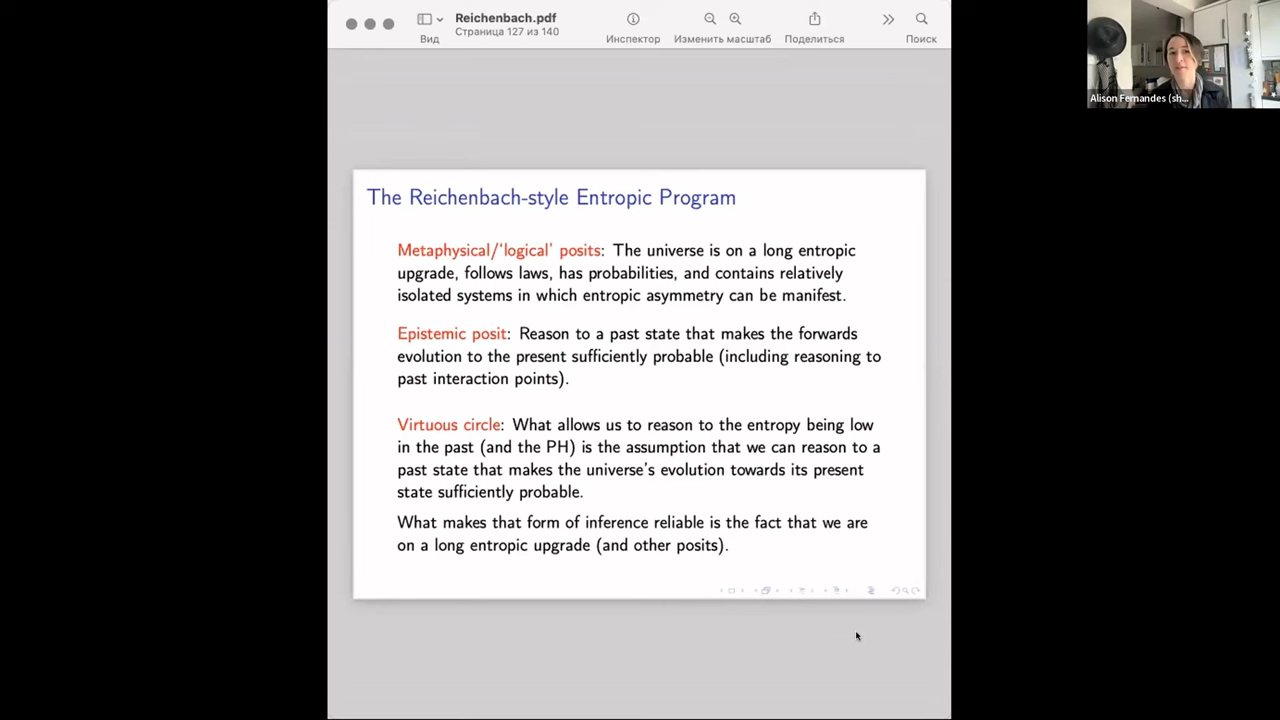 Reichenbach.pdf
Страница 127 из 140
Вид
Инспектор
Изменить масштаб
Поделиться
Поиск
Alison Fernandes (sh...
The Reichenbach-style Entropic Program
Metaphysical/‘logical’ posits: The universe is on a long entropic
upgrade, follows laws, has probabilities, and contains relatively
isolated systems in which entropic asymmetry can be manifest.
Epistemic posit: Reason to a past state that makes the forwards
evolution to the present sufficiently probable (including reasoning to
past interaction points).
Virtuous circle: What allows us to reason to the entropy being low
in the past (and the PH) is the assumption that we can reason to a
past state that makes the universe's evolution towards its present
state sufficiently probable.
What makes that form of inference reliable is the fact that we are
on a long entropic upgrade (and other posits).